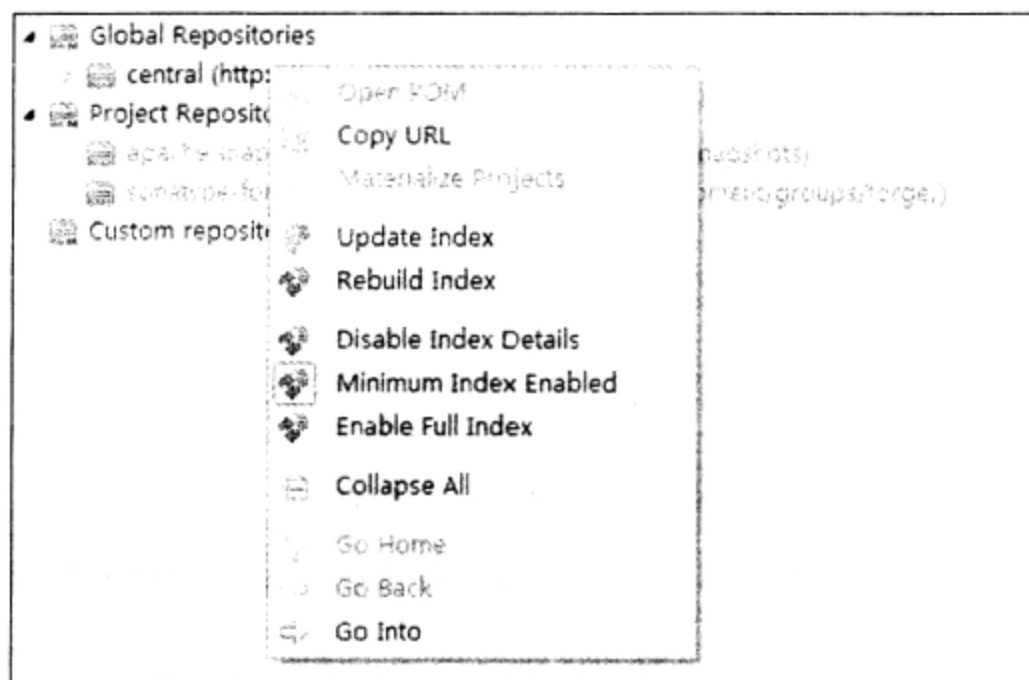 Global Repositories
central (http:
Project Reposito
Custom reposite
Open POM
Copy URL
Materialize Projects
Update Index
Rebuild Index
Disable Index Details
Minimum Index Enabled
Enable Full Index
Collapse All
Go Home
Go Back
Go Into